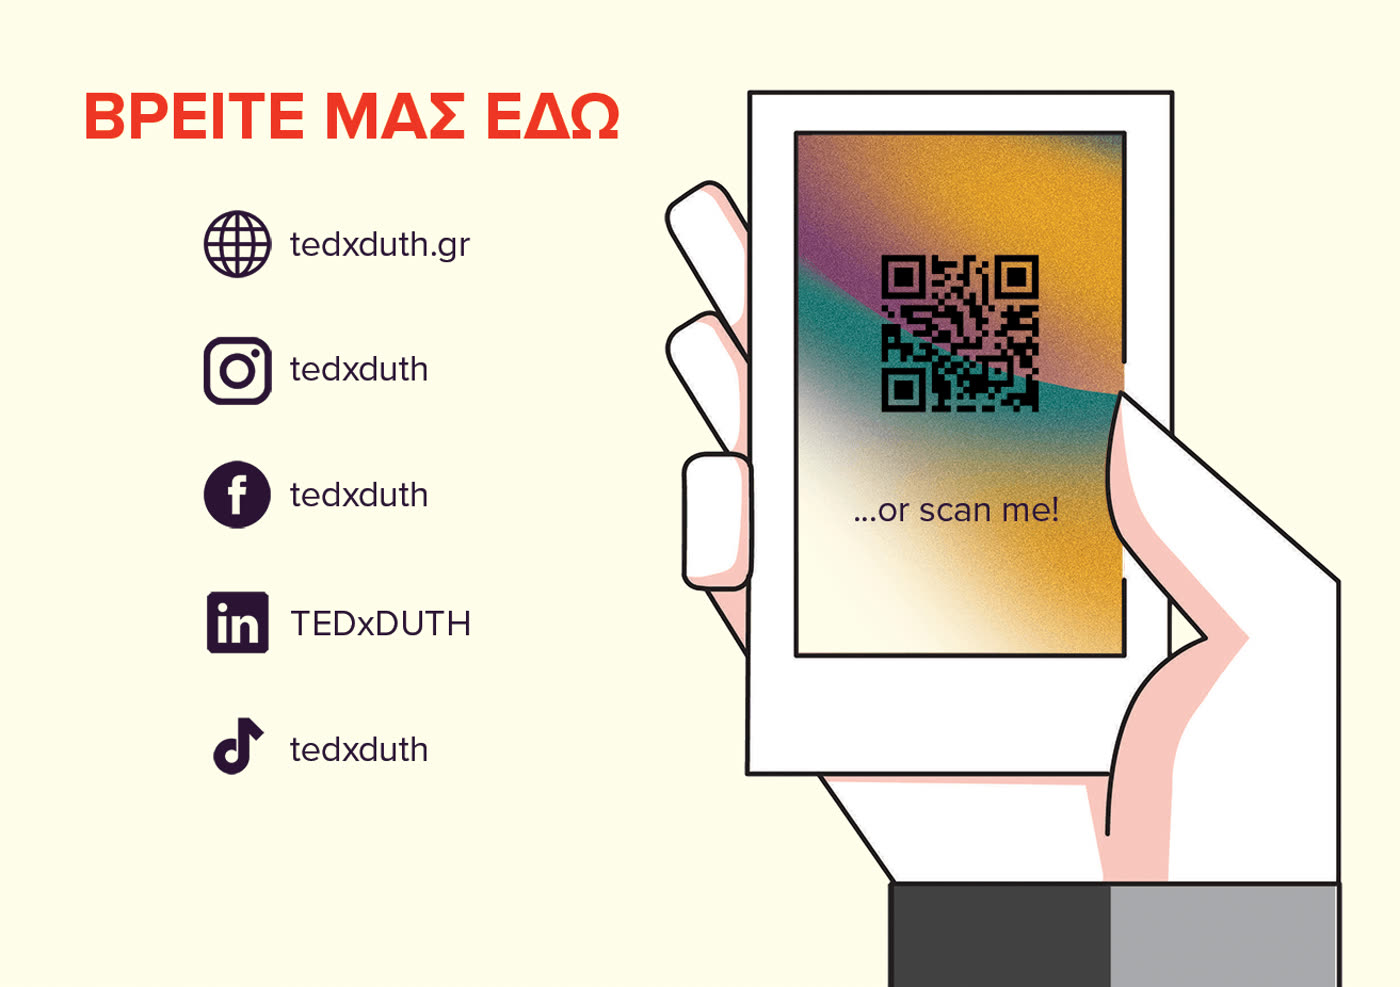 ΒΡΕΙΤΕ ΜΑΣ ΕΔΩ
tedxduth.gr
tedxduth
tedxduth
TEDxDUTH
tedxduth
...or scan me!